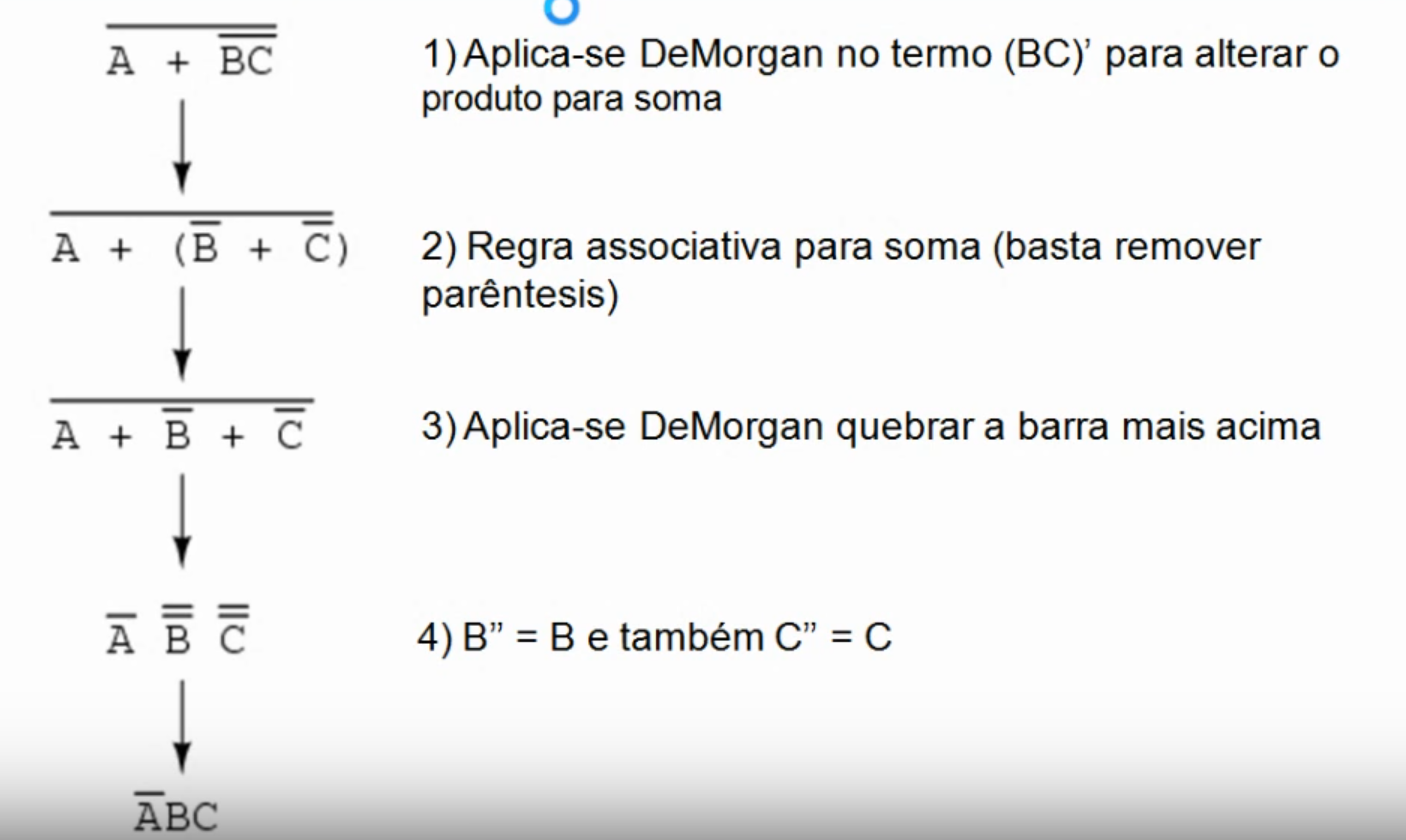 A̅ ̅+̅ ̅B̿C̿
1) Aplica-se DeMorgan no termo (BC)’ para alterar o
produto para soma
A̅ ̅+̅ ̅(̅B̿ ̅+̅ ̅C̿)
2) Regra associativa para soma (basta remover
parêntesis)
A̅ ̅+̅ ̅B̿ ̅+̅ ̅C̿
3) Aplica-se DeMorgan quebrar a barra mais acima
A̅ B̿ C̿
4) B” = B e também C” = C
A̅BC